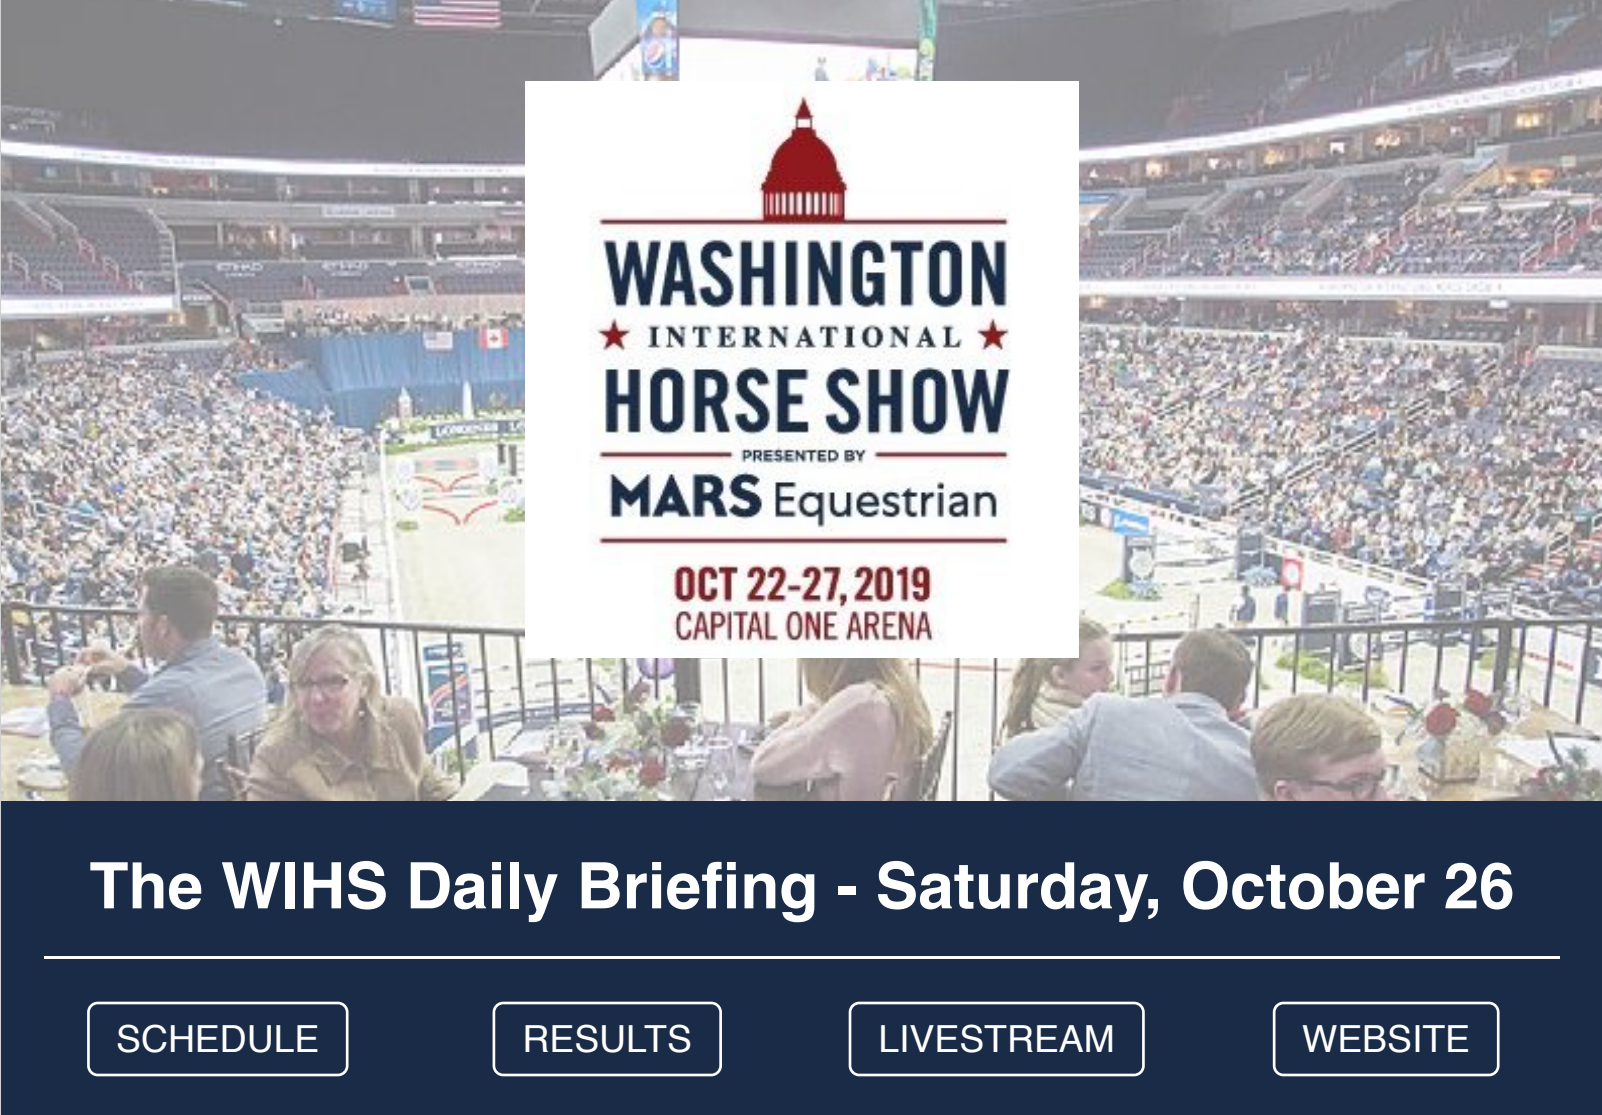 WASHINGTON
INTERNATIONAL
HORSE SHOW
PRESENTED BY
MARS Equestrian
OCT 22-27, 2019
CAPITAL ONE ARENA
The WIHS Daily Briefing - Saturday, October 26
SCHEDULE
RESULTS
LIVESTREAM
WEBSITE